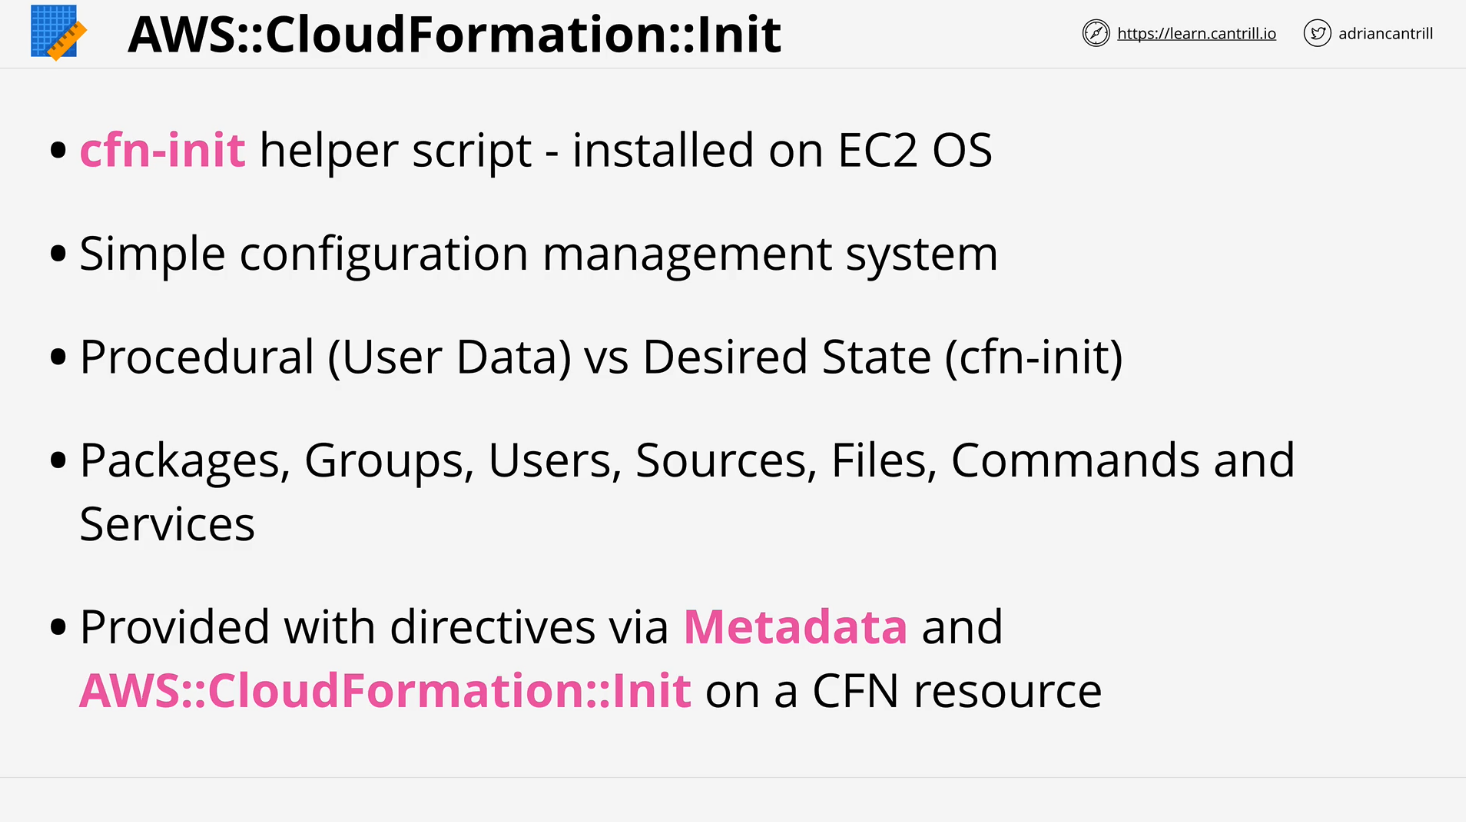 AWS::CloudFormation::Init
https://learn.cantrill.io
adriancantrill
• cfn-init helper script - installed on EC2 OS
• Simple configuration management system
• Procedural (User Data) vs Desired State (cfn-init)
• Packages, Groups, Users, Sources, Files, Commands and
Services
• Provided with directives via Metadata and
AWS::CloudFormation::Init on a CFN resource